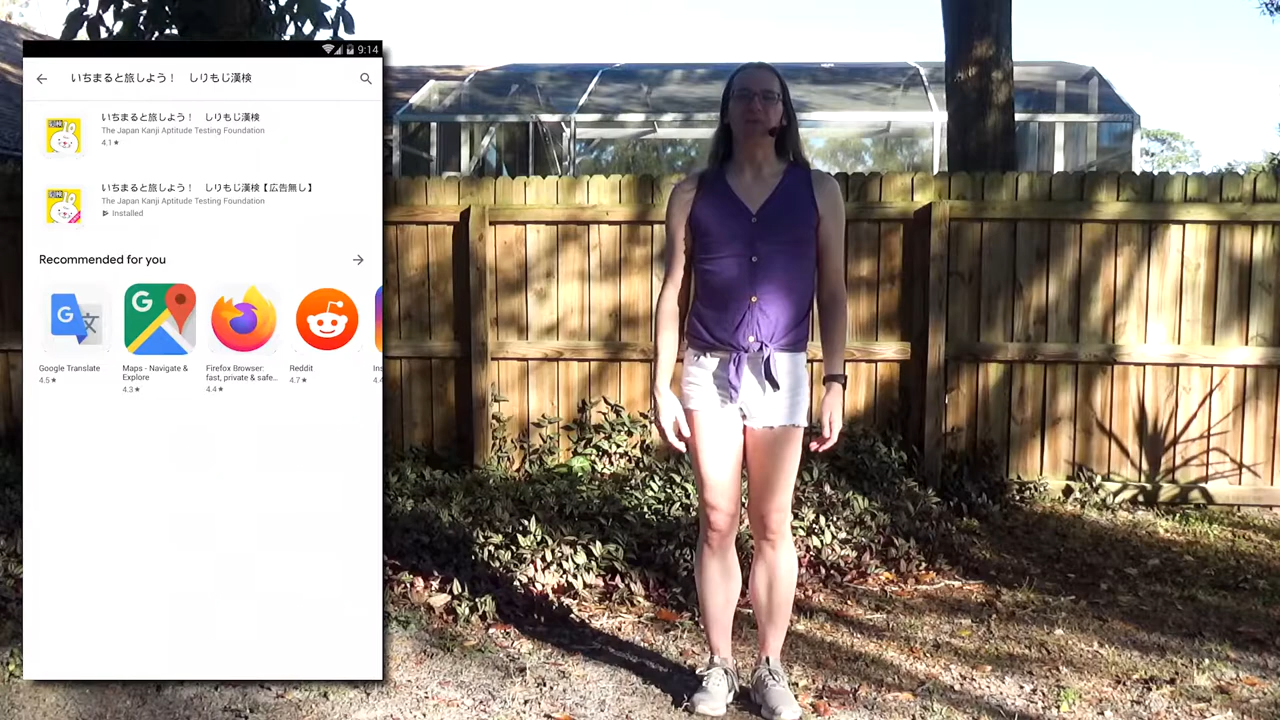 9:14
いちまると旅しよう！　しりもじ漢検
いちまると旅しよう！　しりもじ漢検
The Japan Kanji Aptitude Testing Foundation
4.1★
いちまると旅しよう！　しりもじ漢検【広告無し】
The Japan Kanji Aptitude Testing Foundation
Installed
Recommended for you
Google Translate
4.5★
Maps - Navigate &
Explore
4.3★
Firefox Browser:
fast, private & safe...
4.4★
Reddit
4.7★